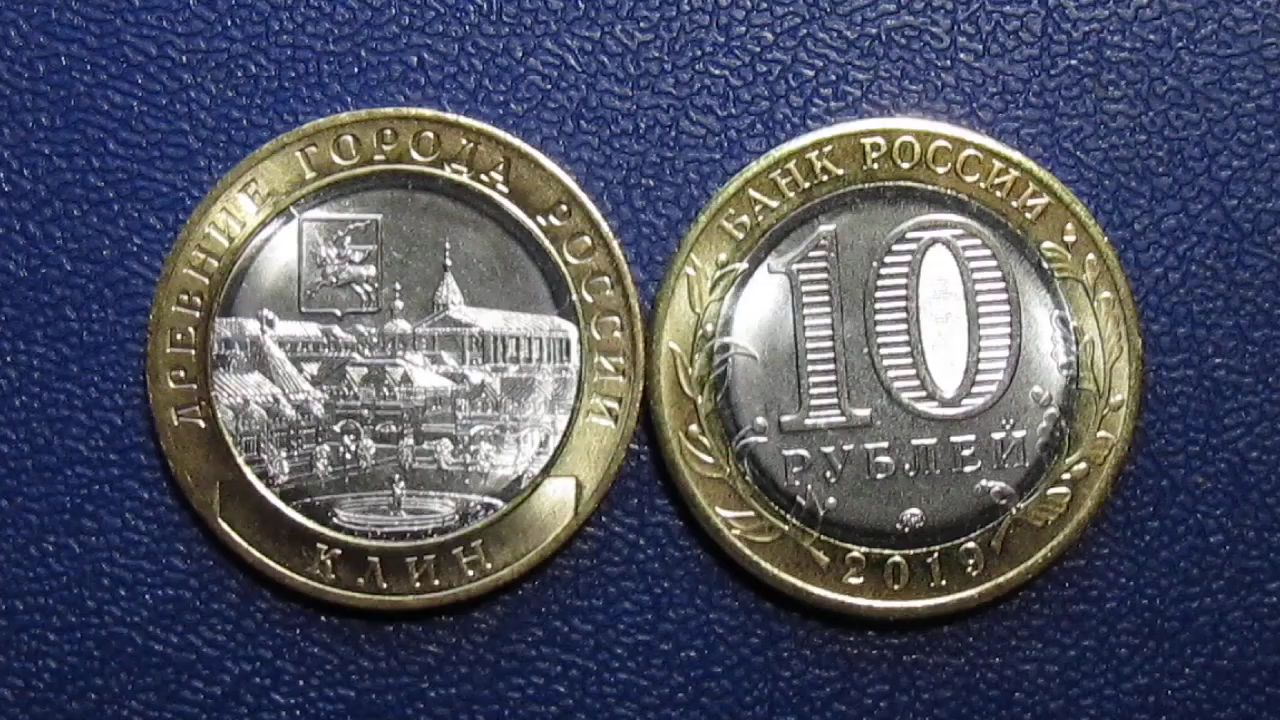 ДРЕВНИЕ ГОРОДА РОССИИ
КЛИН
БАНК РОССИИ
10
РУБЛЕЙ
2019